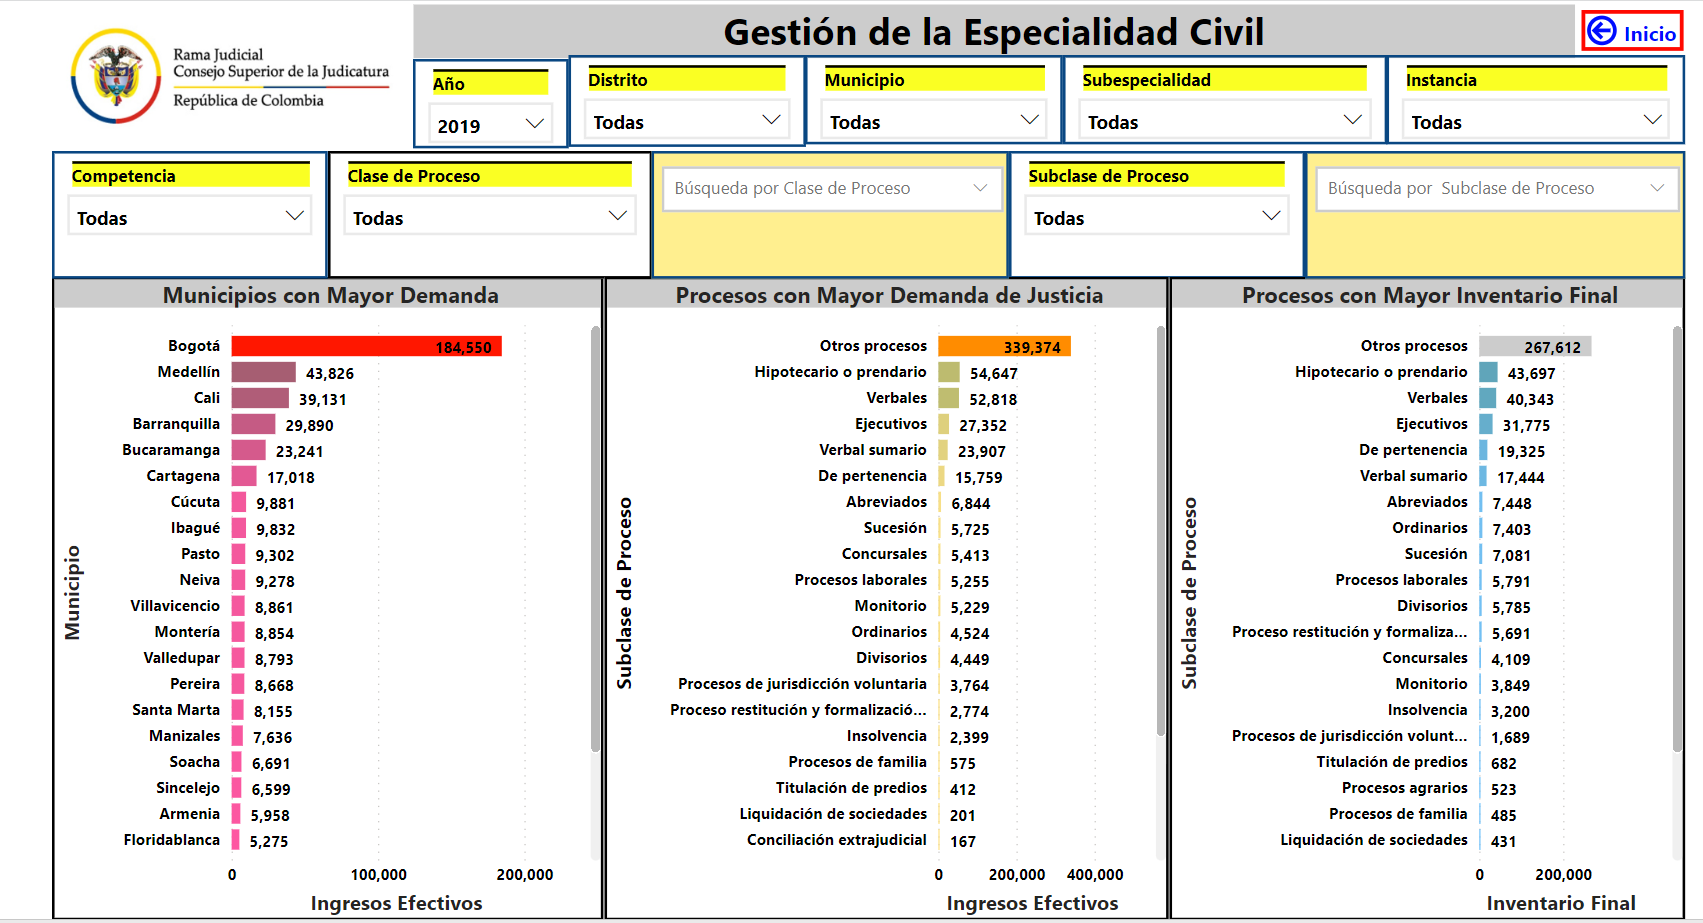 Gestión de la Especialidad Civil
Inicio
Rama Judicial
Consejo Superior de la Judicatura
República de Colombia
Año
2019
Distrito
Todas
Municipio
Todas
Subespecialidad
Todas
Instancia
Todas
Competencia
Todas
Clase de Proceso
Todas
Búsqueda por Clase de Proceso
Subclase de Proceso
Todas
Búsqueda por  Subclase de Proceso
Municipios con Mayor Demanda
Municipio
Bogotá 184,550
Medellín 43,826
Cali 39,131
Barranquilla 29,890
Bucaramanga 23,241
Cartagena 17,018
Cúcuta 9,881
Ibagué 9,832
Pasto 9,302
Neiva 9,278
Villavicencio 8,861
Montería 8,854
Valledupar 8,793
Pereira 8,668
Santa Marta 8,155
Manizales 7,636
Soacha 6,691
Sincelejo 6,599
Armenia 5,958
Floridablanca 5,275
0 100,000 200,000
Ingresos Efectivos
Procesos con Mayor Demanda de Justicia
Subclase de Proceso
Otros procesos 339,374
Hipotecario o prendario 54,647
Verbales 52,818
Ejecutivos 27,352
Verbal sumario 23,907
De pertenencia 15,759
Abreviados 6,844
Sucesión 5,725
Concursales 5,413
Procesos laborales 5,255
Monitorio 5,229
Ordinarios 4,524
Divisorios 4,449
Procesos de jurisdicción voluntaria 3,764
Proceso restitución y formalizació... 2,774
Insolvencia 2,399
Procesos de familia 575
Titulación de predios 412
Liquidación de sociedades 201
Conciliación extrajudicial 167
0 200,000 400,000
Ingresos Efectivos
Procesos con Mayor Inventario Final
Subclase de Proceso
Otros procesos 267,612
Hipotecario o prendario 43,697
Verbales 40,343
Ejecutivos 31,775
De pertenencia 19,325
Verbal sumario 17,444
Abreviados 7,448
Ordinarios 7,403
Sucesión 7,081
Procesos laborales 5,791
Divisorios 5,785
Proceso restitución y formaliza... 5,691
Concursales 4,109
Monitorio 3,849
Insolvencia 3,200
Procesos de jurisdicción volunt... 1,689
Titulación de predios 682
Procesos agrarios 523
Procesos de familia 485
Liquidación de sociedades 431
0 200,000
Inventario Final